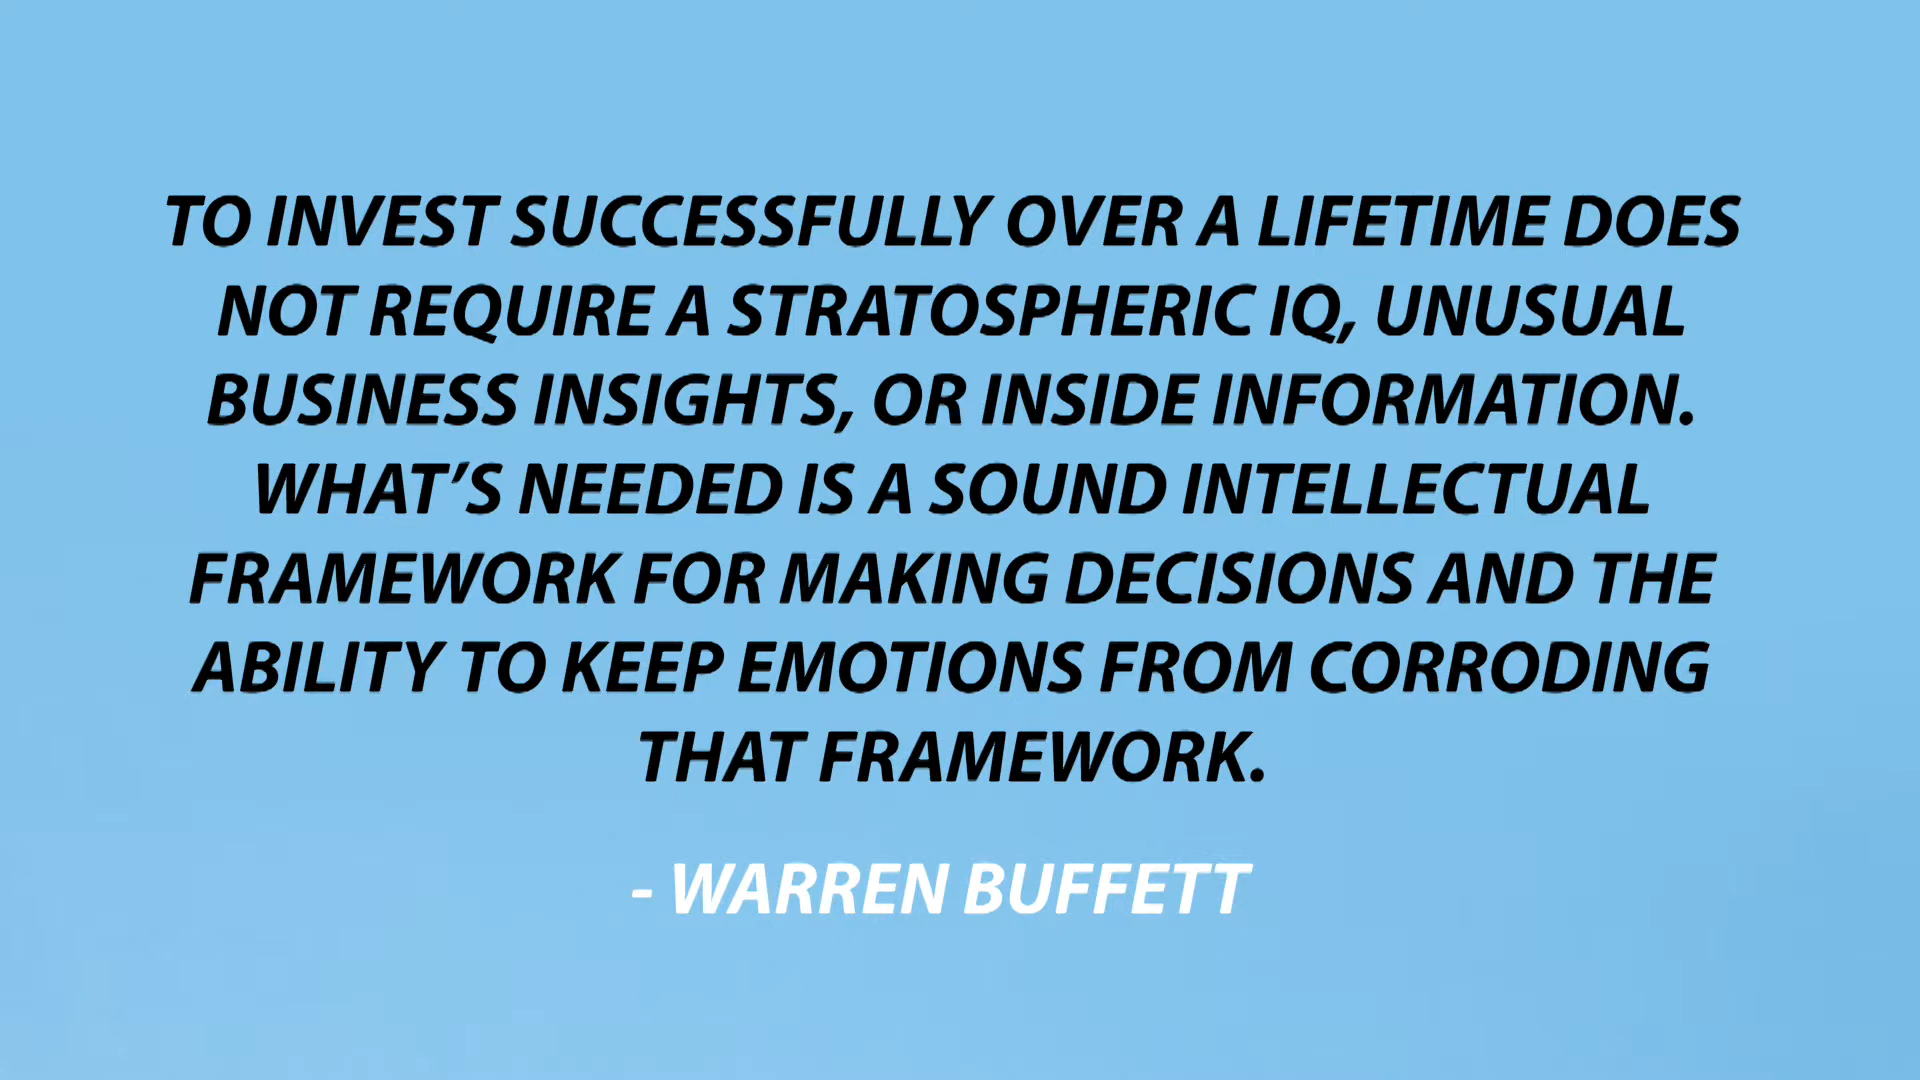 TO INVEST SUCCESSFULLY OVER A LIFETIME DOES
NOT REQUIRE A STRATOSPHERIC IQ, UNUSUAL
BUSINESS INSIGHTS, OR INSIDE INFORMATION.
WHAT’S NEEDED IS A SOUND INTELLECTUAL
FRAMEWORK FOR MAKING DECISIONS AND THE
ABILITY TO KEEP EMOTIONS FROM CORRODING
THAT FRAMEWORK.
- WARREN BUFFETT